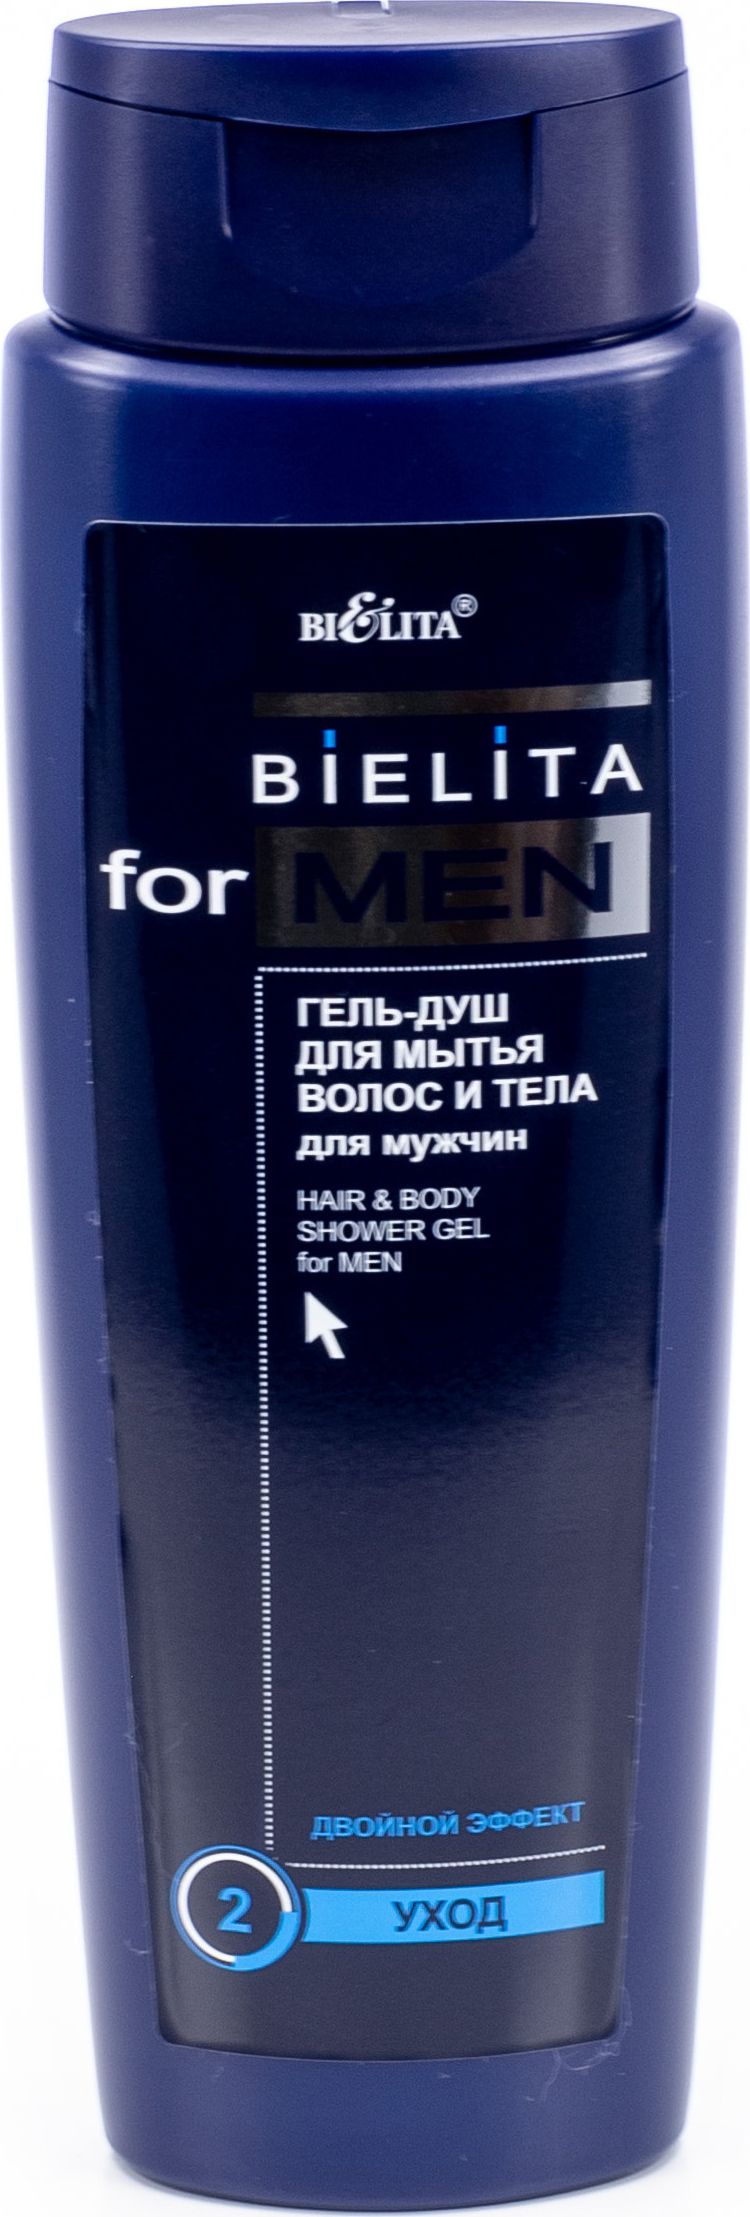 BIELITA®
BIELITA
for MEN
ГЕЛЬ-ДУШ
ДЛЯ МЫТЬЯ
ВОЛОС И ТЕЛА
для мужчин
HAIR & BODY
SHOWER GEL
for MEN
ДВОЙНОЙ ЭФФЕКТ
2 УХОД